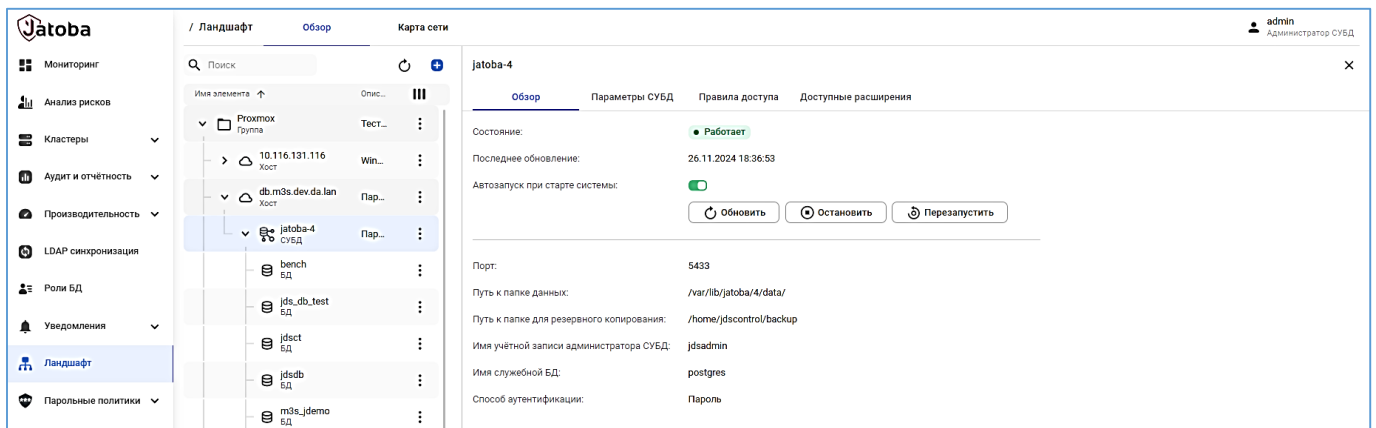 Jatoba
/ Ландшафт
Обзор
Карта сети
admin
Администратор СУБД
Мониторинг
Анализ рисков
Кластеры
Аудит и отчётность
Производительность
LDAP синхронизация
Роли БД
Уведомления
Ландшафт
Парольные политики
Поиск
Имя элемента
Опис...
Proxmox
Группа
Тест...
10.116.131.116
Хост
Win...
db.m3s.dev.da.lan
Хост
Пар...
jatoba-4
СУБД
Пар...
bench
БД
jds_db_test
БД
jdsct
БД
jdsdb
БД
m3s_jdemo
БД
jatoba-4
Обзор
Параметры СУБД
Правила доступа
Доступные расширения
Состояние:
Работает
Последнее обновление:
26.11.2024 18:36:53
Автозапуск при старте системы:
Обновить
Остановить
Перезапустить
Порт:
5433
Путь к папке данных:
/var/lib/jatoba/4/data/
Путь к папке для резервного копирования:
/home/jdscontrol/backup
Имя учётной записи администратора СУБД:
jdsadmin
Имя служебной БД:
postgres
Способ аутентификации:
Пароль